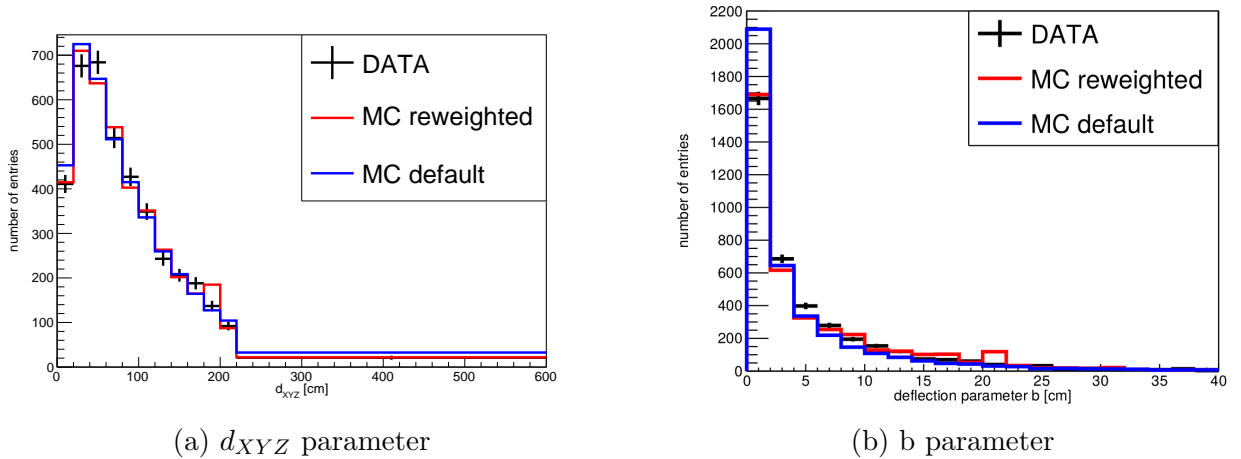 700
600
500
400
300
200
100
0
number of entries
0 100 200 300 400 500 600
d_XYZ [cm]
DATA
MC reweighted
MC default
(a) d_XYZ parameter
2200
2000
1800
1600
1400
1200
1000
800
600
400
200
0
number of entries
0 5 10 15 20 25 30 35 40
deflection parameter b [cm]
DATA
MC reweighted
MC default
(b) b parameter